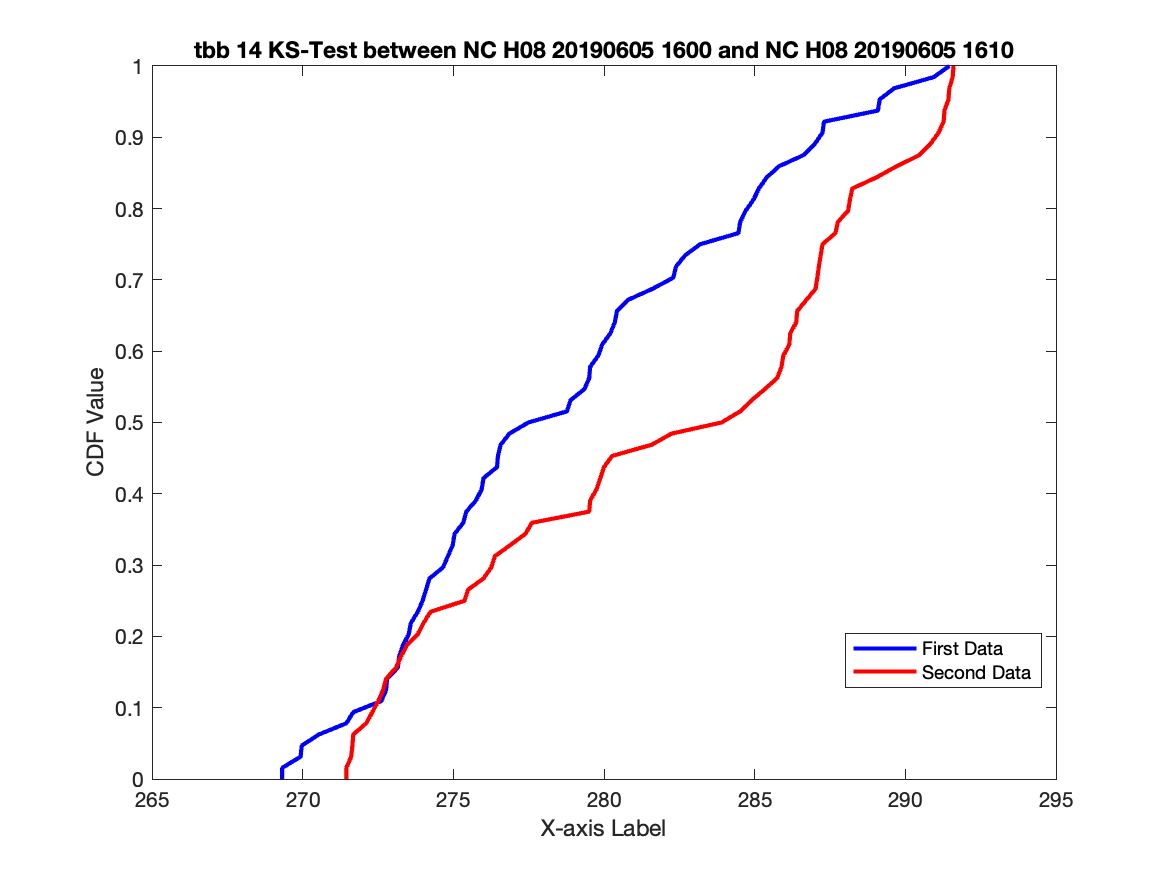 tbb 14 KS-Test between NC H08 20190605 1600 and NC H08 20190605 1610
1
0.9
0.8
0.7
0.6
0.5
0.4
0.3
0.2
0.1
0
CDF Value
First Data
Second Data
265 270 275 280 285 290 295
X-axis Label